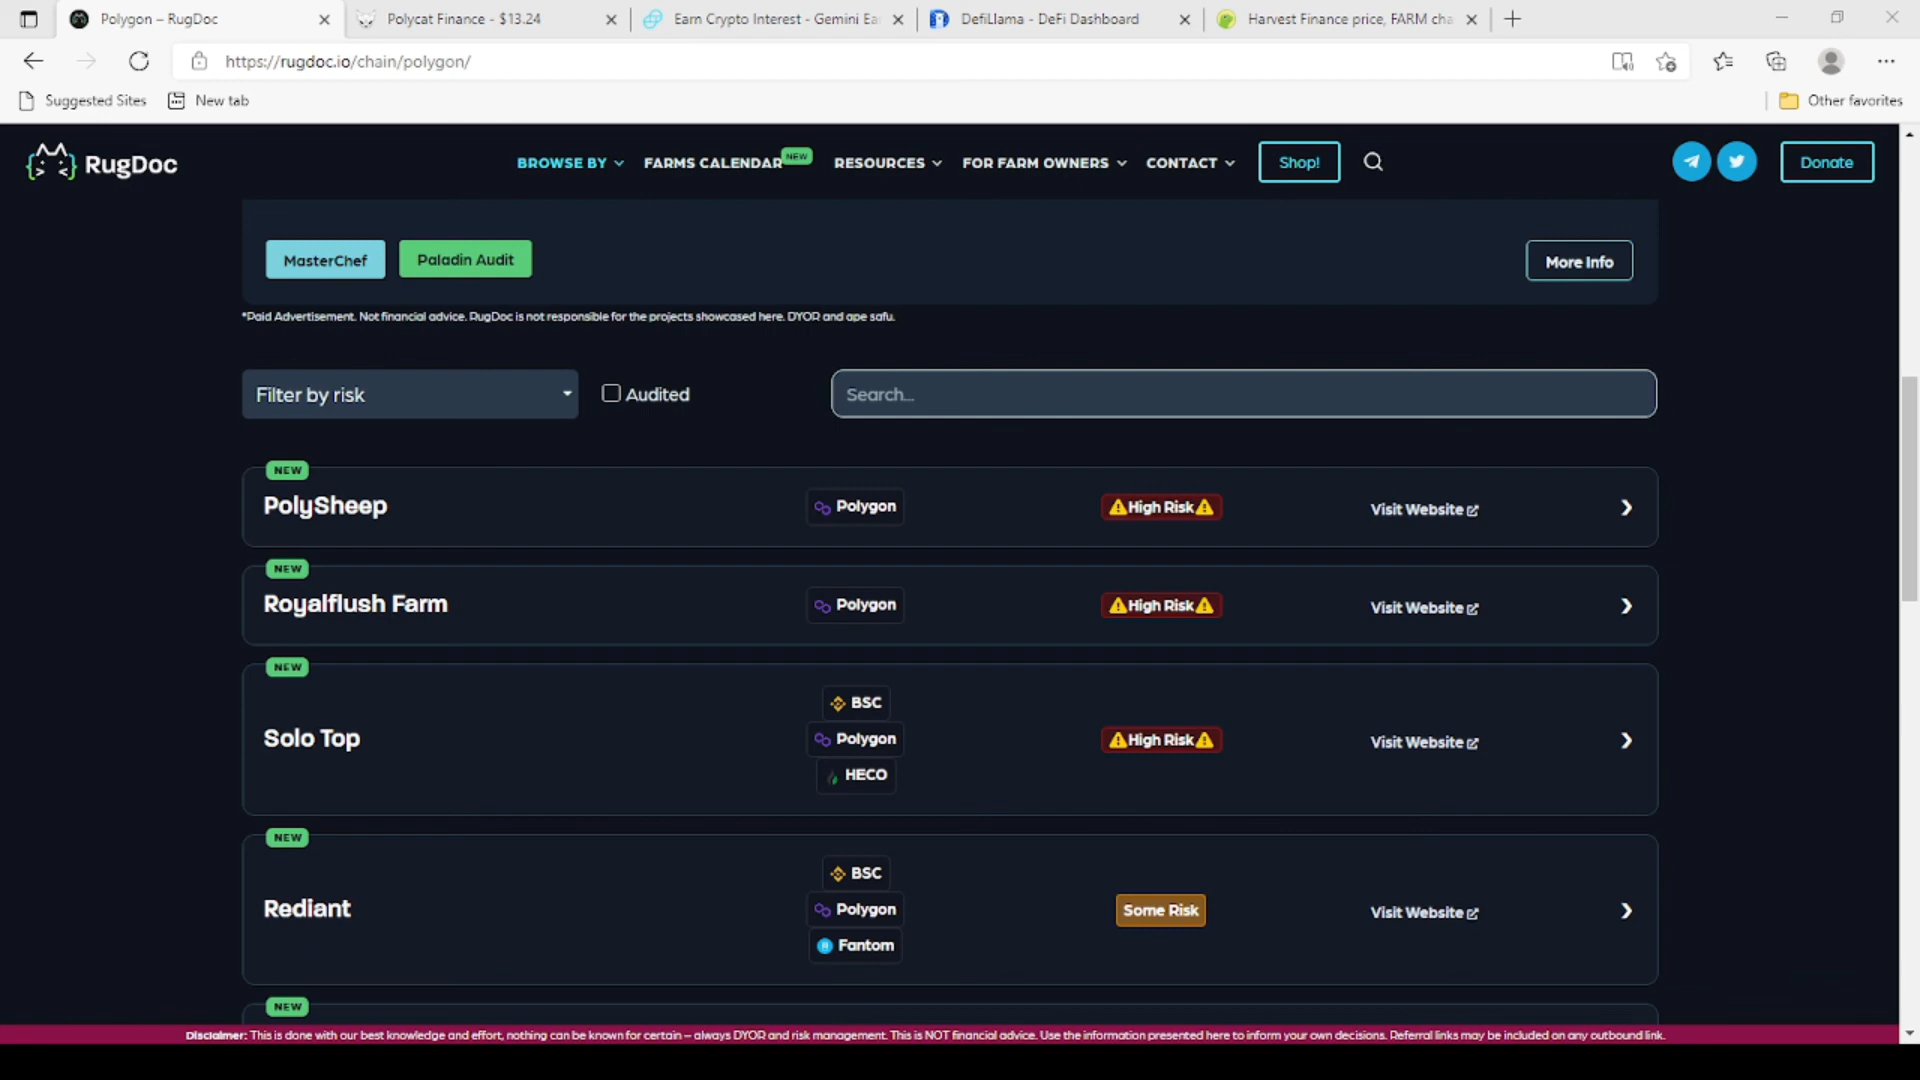 Polygon – RugDoc
Polycat Finance - $13.24
Earn Crypto Interest - Gemini Ea
DefiLlama - DeFi Dashboard
Harvest Finance price, FARM cha
https://rugdoc.io/chain/polygon/
Suggested Sites
New tab
Other favorites
RugDoc
BROWSE BY
FARMS CALENDAR
NEW
RESOURCES
FOR FARM OWNERS
CONTACT
Shop!
Donate
MasterChef
Paladin Audit
More Info
*Paid Advertisement. Not financial advice. RugDoc is not responsible for the projects showcased here. DYOR and ape safu.
Filter by risk
Audited
Search...
NEW
PolySheep
Polygon
High Risk
Visit Website
NEW
Royalflush Farm
Polygon
High Risk
Visit Website
NEW
Solo Top
BSC
Polygon
HECO
High Risk
Visit Website
NEW
Rediant
BSC
Polygon
Fantom
Some Risk
Visit Website
NEW
Disclaimer: This is done with our best knowledge and effort, nothing can be known for certain – always DYOR and risk management. This is NOT financial advice. Use the information presented here to inform your own decisions. Referral links may be included on any outbound link.